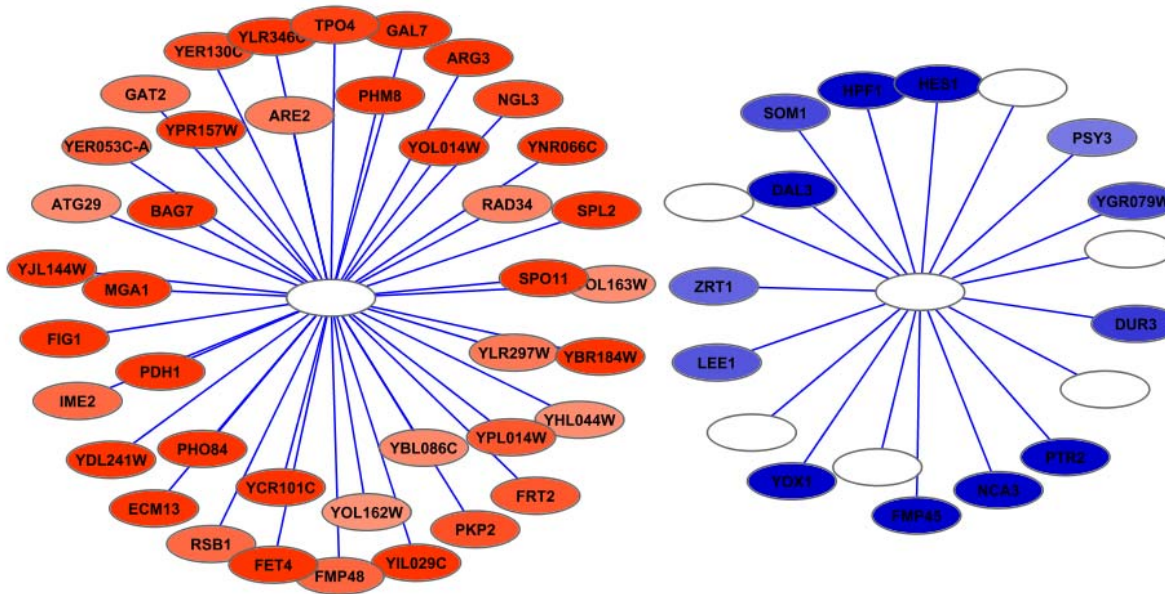 TPO4
YLR346C
GAL7
YER130C
ARG3
GAT2
PHM8
NGL3
ARE2
YPR157W
YER053C-A
YOL014W
YNR066C
ATG29
BAG7
RAD34
SPL2
YJL144W
MGA1
SPO11
OL163W
FIG1
YLR297W
YBR184W
PDH1
IME2
YHL044W
YPL014W
YBL086C
PHO84
YDL241W
YCR101C
FRT2
ECM13
YOL162W
PKP2
RSB1
FET4
FMP48
YIL029C
HES1
HPF1
SOM1
PSY3
DAL3
YGR079W
ZRT1
DUR3
LEE1
PTR2
YOX1
NCA3
FMP45